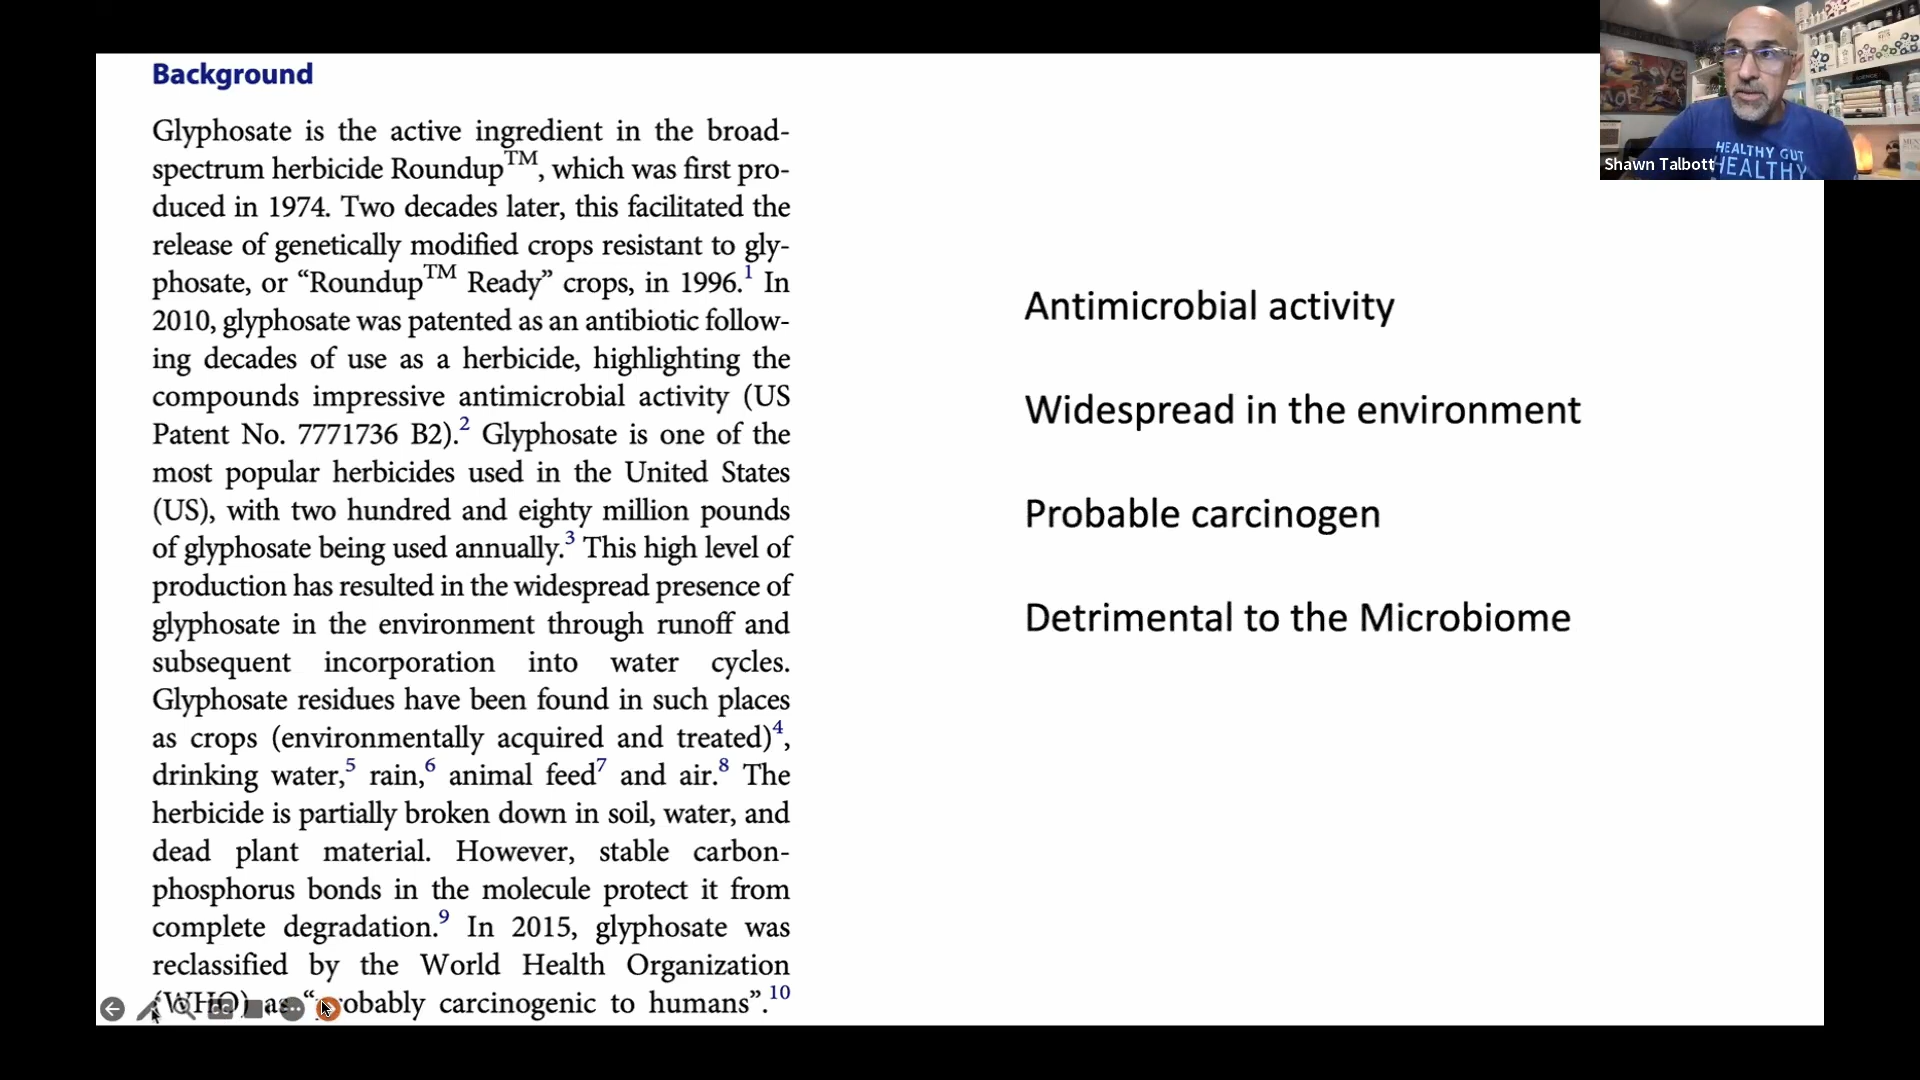 Background
Glyphosate is the active ingredient in the broad-
spectrum herbicide Roundup™, which was first pro-
duced in 1974. Two decades later, this facilitated the
release of genetically modified crops resistant to gly-
phosate, or “Roundup™ Ready” crops, in 1996.1 In
2010, glyphosate was patented as an antibiotic follow-
ing decades of use as a herbicide, highlighting the
compounds impressive antimicrobial activity (US
Patent No. 7771736 B2).2 Glyphosate is one of the
most popular herbicides used in the United States
(US), with two hundred and eighty million pounds
of glyphosate being used annually.3 This high level of
production has resulted in the widespread presence of
glyphosate in the environment through runoff and
subsequent incorporation into water cycles.
Glyphosate residues have been found in such places
as crops (environmentally acquired and treated)4,
drinking water,5 rain,6 animal feed7 and air.8 The
herbicide is partially broken down in soil, water, and
dead plant material. However, stable carbon-
phosphorus bonds in the molecule protect it from
complete degradation.9 In 2015, glyphosate was
reclassified by the World Health Organization
(WHO) as “probably carcinogenic to humans”.10
Antimicrobial activity
Widespread in the environment
Probable carcinogen
Detrimental to the Microbiome
HEALTHY GUT
HEALTHY
Shawn Talbott